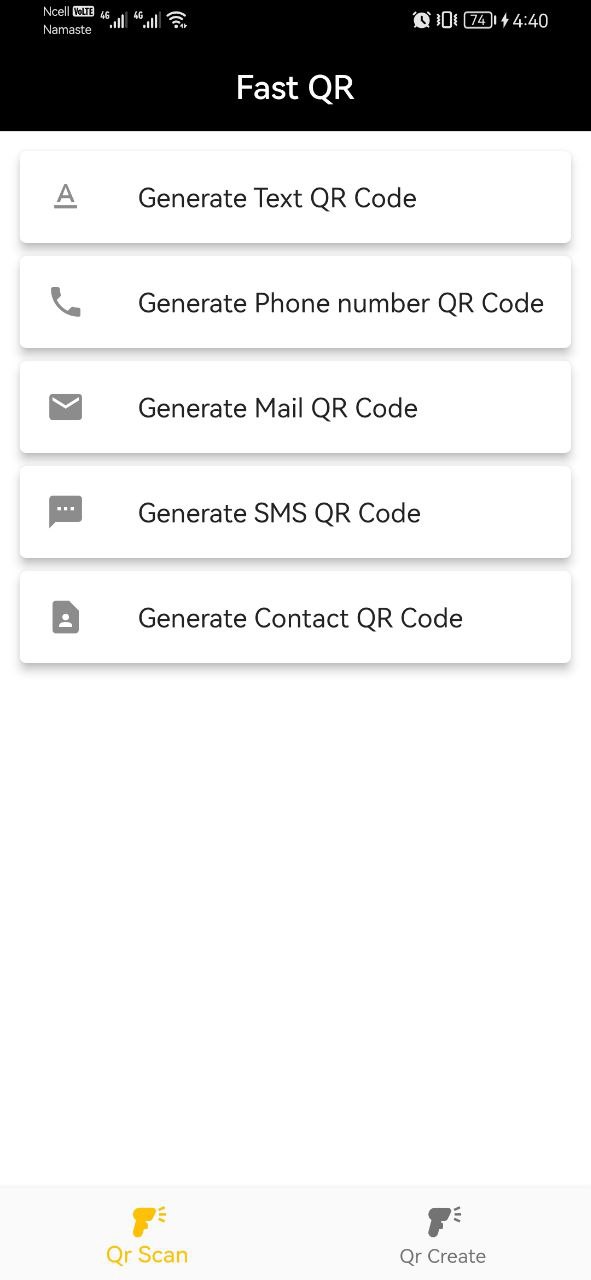 Ncell VoLTE 4G 4G 74 4:40
Namaste
Fast QR
A
Generate Text QR Code
Generate Phone number QR Code
Generate Mail QR Code
Generate SMS QR Code
Generate Contact QR Code
Qr Scan
Qr Create